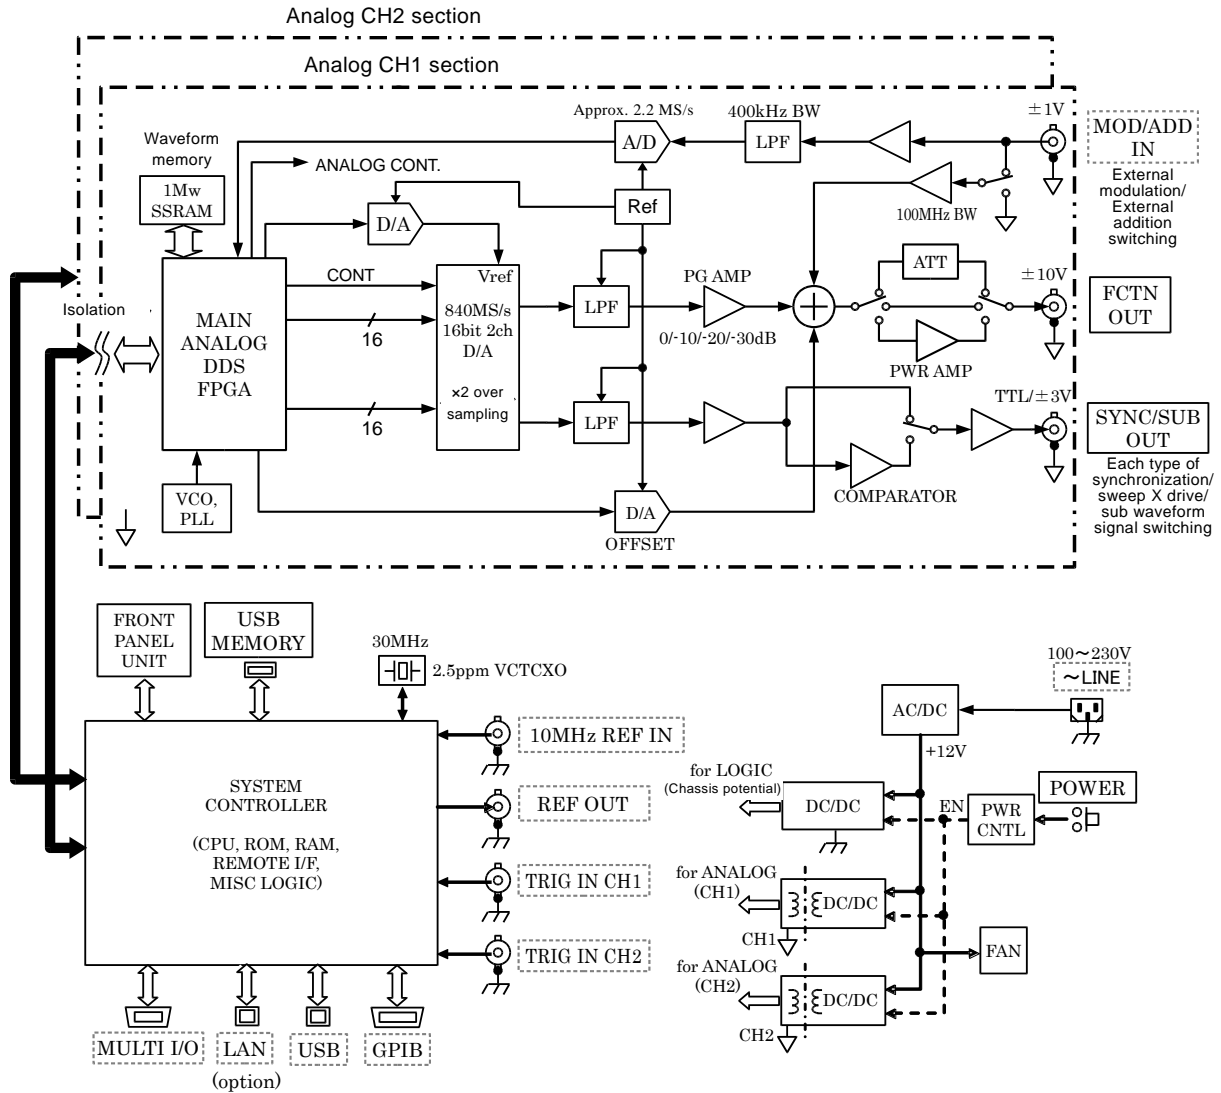 Analog CH2 section
Analog CH1 section
Waveform
memory
1Mw
SSRAM
ANALOG CONT.
Approx. 2.2 MS/s
A/D
400kHz BW
LPF
±1V
MOD/ADD
IN
External
modulation/
External
addition
switching
D/A
Ref
100MHz BW
Isolation
MAIN
ANALOG
DDS
FPGA
CONT
16
16
Vref
840MS/s
16bit 2ch
D/A
×2 over
sampling
LPF
PG AMP
0/-10/-20/-30dB
ATT
PWR AMP
±10V
FCTN
OUT
LPF
COMPARATOR
TTL/±3V
SYNC/SUB
OUT
Each type of
synchronization/
sweep X drive/
sub waveform
signal switching
VCO,
PLL
D/A
OFFSET
FRONT
PANEL
UNIT
USB
MEMORY
30MHz
2.5ppm VCTCXO
SYSTEM
CONTROLLER
(CPU, ROM, RAM,
REMOTE I/F,
MISC LOGIC)
10MHz REF IN
REF OUT
TRIG IN CH1
TRIG IN CH2
MULTI I/O
LAN
(option)
USB
GPIB
100～230V
～LINE
AC/DC
+12V
for LOGIC
(Chassis potential)
DC/DC
EN
PWR
CNTL
POWER
for ANALOG
(CH1)
DC/DC
CH1
FAN
for ANALOG
(CH2)
DC/DC
CH2